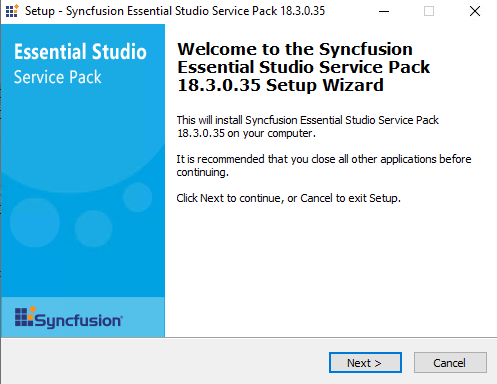 Setup - Syncfusion Essential Studio Service Pack 18.3.0.35
Essential Studio
Service Pack
Welcome to the Syncfusion
Essential Studio Service Pack
18.3.0.35 Setup Wizard
This will install Syncfusion Essential Studio Service Pack
18.3.0.35 on your computer.
It is recommended that you close all other applications before
continuing.
Click Next to continue, or Cancel to exit Setup.
Syncfusion
Next >
Cancel